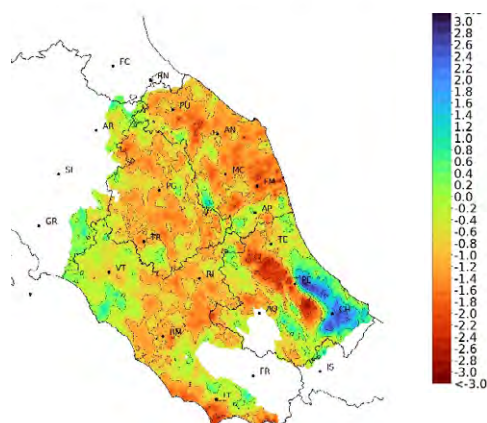 3.0
2.8
2.6
2.4
2.2
2.0
1.8
1.6
1.4
1.2
1.0
0.8
0.6
0.4
0.2
0.0
-0.2
-0.4
-0.6
-0.8
-1.0
-1.2
-1.4
-1.6
-1.8
-2.0
-2.2
-2.4
-2.6
-2.8
-3.0
<-3.0
FC
RN
PU
AR
AN
SI
MC
PG
FM
AP
GR
TR
TE
VT
RI
PE
AQ
CH
RM
FR
IS
LT